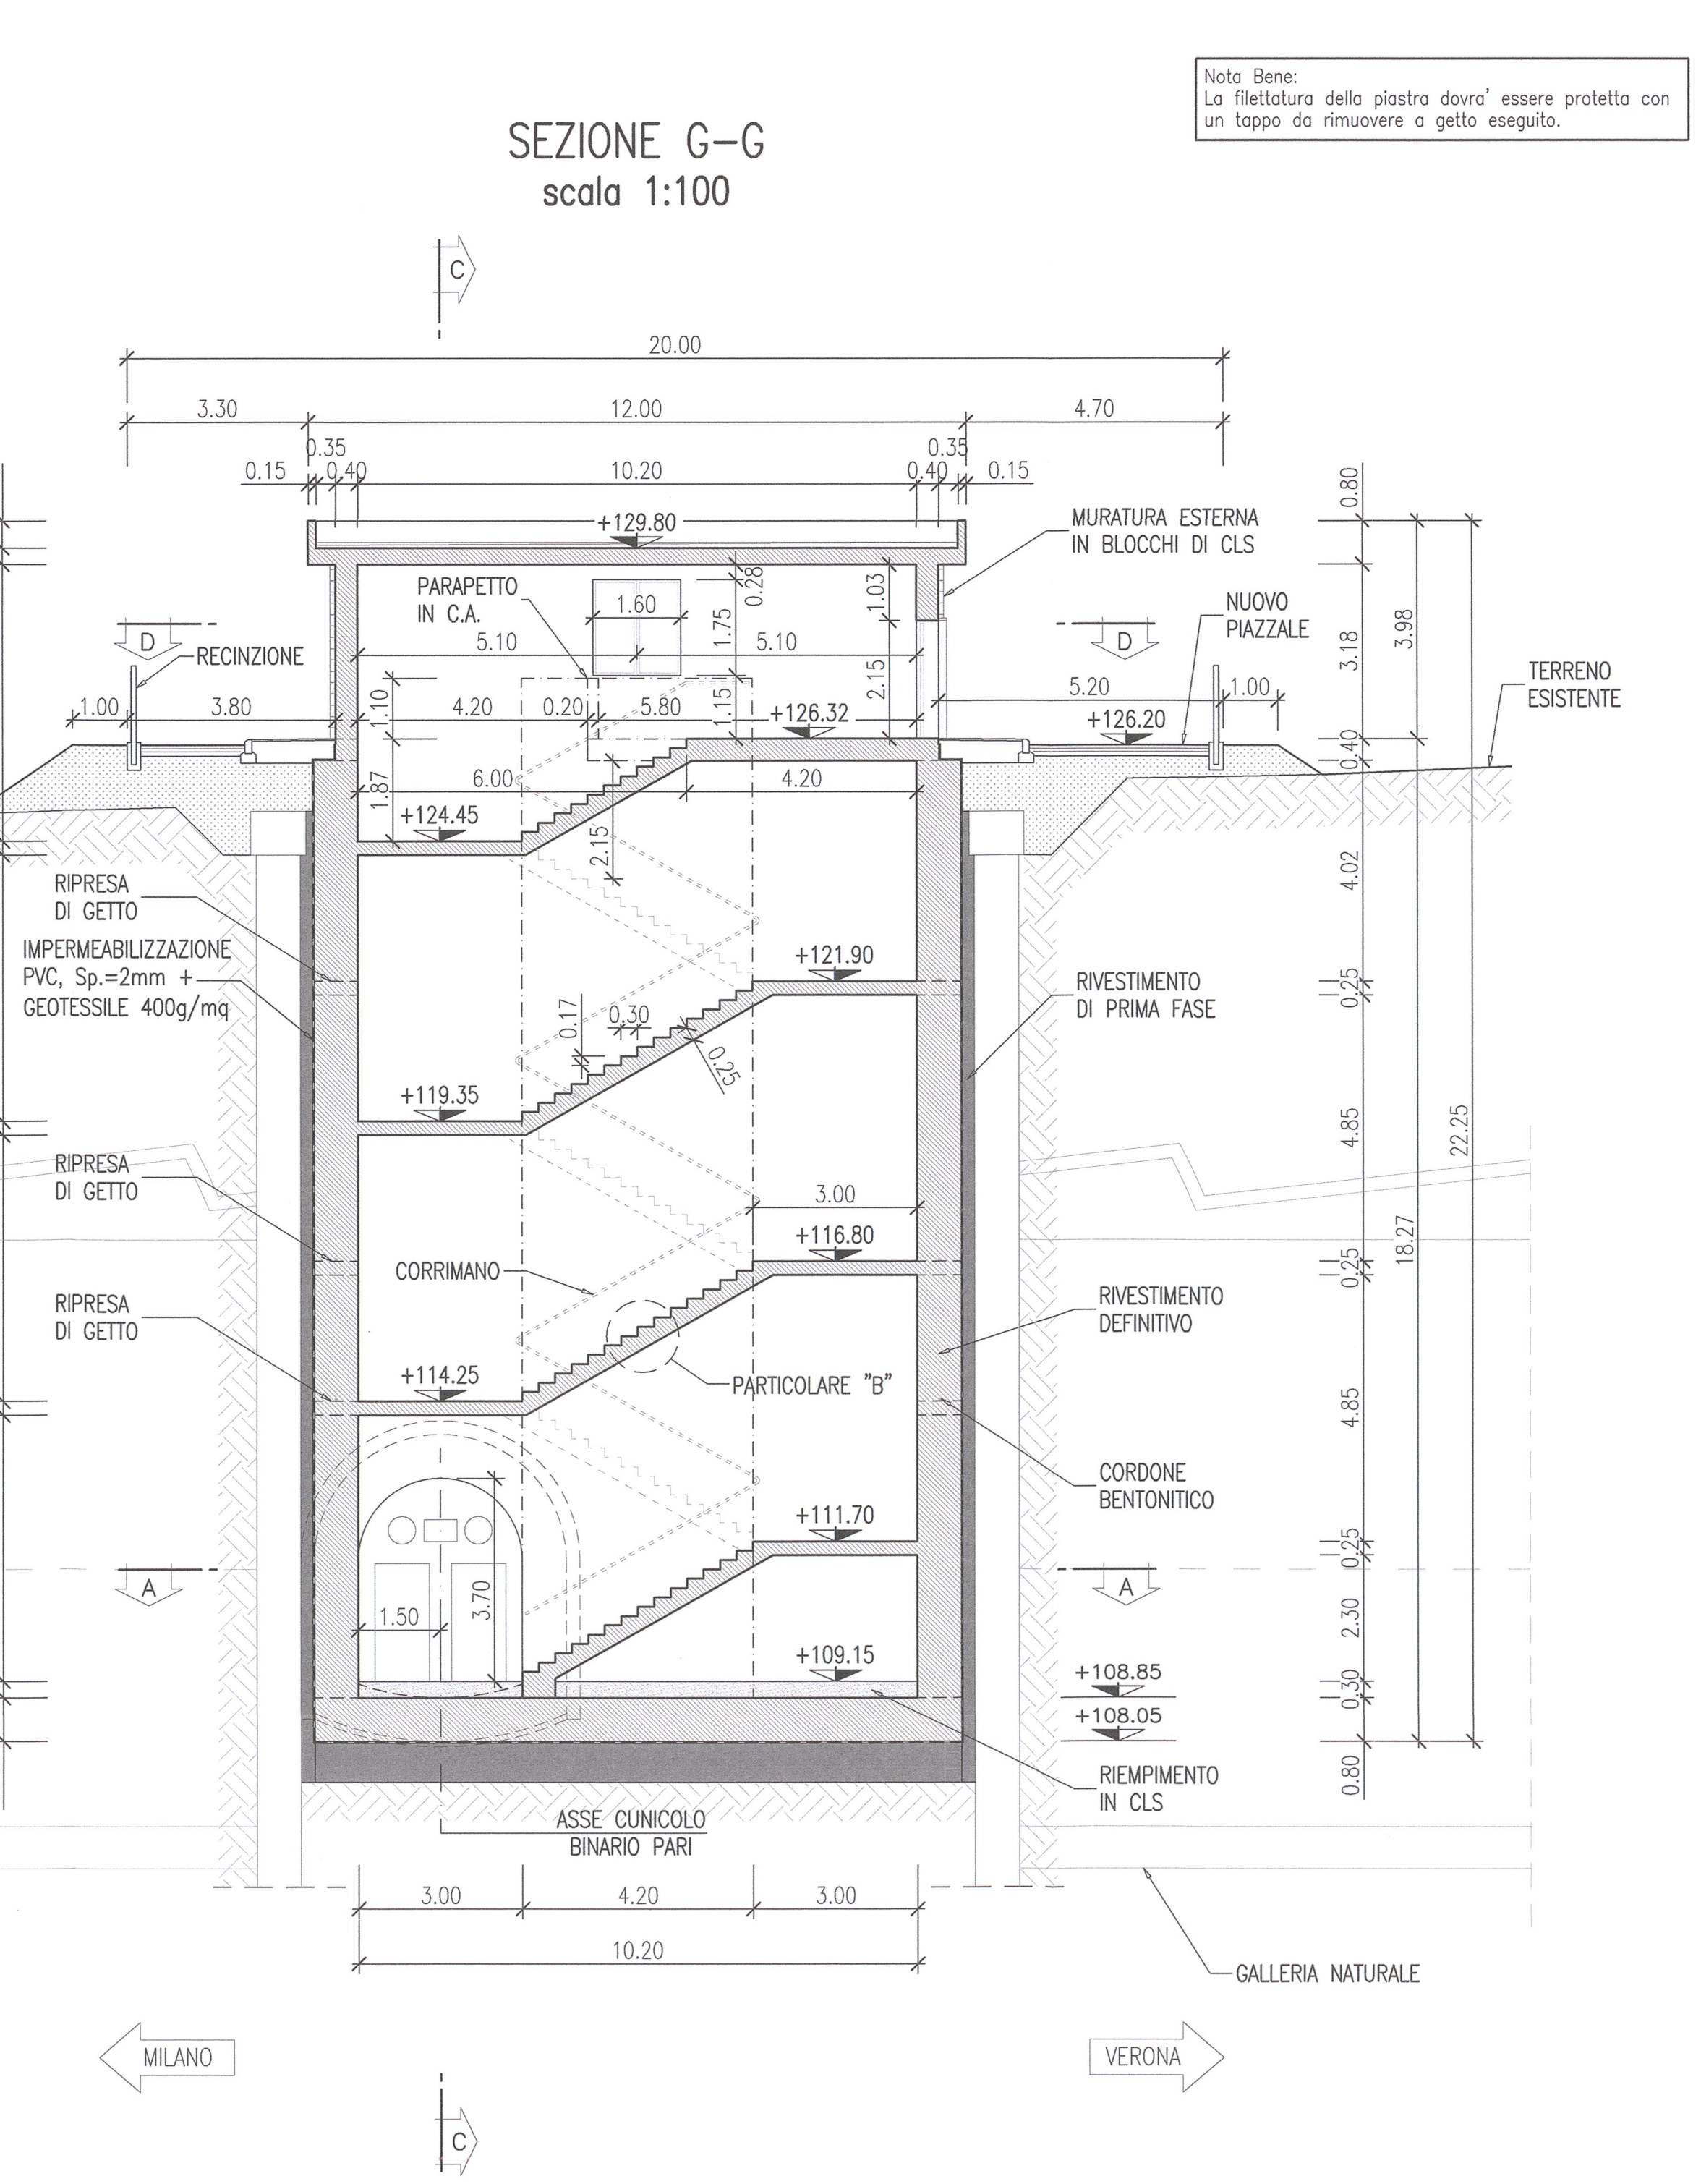 Nota Bene:
La filettatura della piastra dovra' essere protetta con
un tappo da rimuovere a getto eseguito.
SEZIONE G-G
scala 1:100
C
20.00
3.30
12.00
4.70
0.35
0.35
0.15
0.40
10.20
0.40
0.15
0.80
+129.80
MURATURA ESTERNA
IN BLOCCHI DI CLS
PARAPETTO
IN C.A.
1.60
0.28
1.03
NUOVO
PIAZZALE
D
D
RECINZIONE
5.10
1.75
5.10
3.18
3.98
TERRENO
ESISTENTE
1.00
3.80
1.10
4.20
0.20
5.80
1.15
2.15
+126.32
5.20
1.00
+126.20
0.40
6.00
4.20
1.87
+124.45
2.15
4.02
RIPRESA
DI GETTO
IMPERMEABILIZZAZIONE
PVC, Sp.=2mm +
GEOTESSILE 400g/mq
+121.90
0.25
RIVESTIMENTO
DI PRIMA FASE
0.17
0.30
0.25
+119.35
4.85
22.25
RIPRESA
DI GETTO
3.00
+116.80
18.27
0.25
CORRIMANO
RIPRESA
DI GETTO
RIVESTIMENTO
DEFINITIVO
+114.25
PARTICOLARE "B"
4.85
CORDONE
BENTONITICO
+111.70
0.25
A
A
1.50
3.70
2.30
+109.15
+108.85
0.30
+108.05
0.80
RIEMPIMENTO
IN CLS
ASSE CUNICOLO
BINARIO PARI
3.00
4.20
3.00
10.20
GALLERIA NATURALE
MILANO
VERONA
C